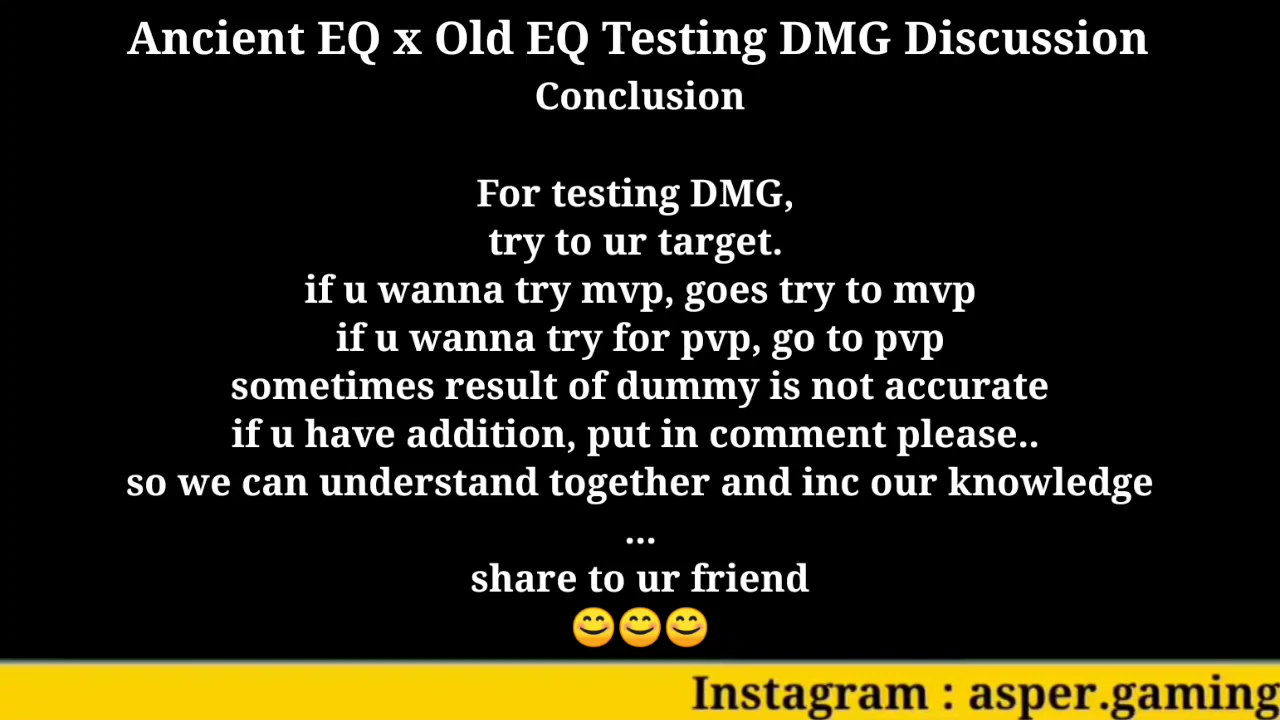 Ancient EQ x Old EQ Testing DMG Discussion
Conclusion
For testing DMG,
try to ur target.
if u wanna try mvp, goes try to mvp
if u wanna try for pvp, go to pvp
sometimes result of dummy is not accurate
if u have addition, put in comment please..
so we can understand together and inc our knowledge
...
share to ur friend
😊😊😊
Instagram : asper.gaming